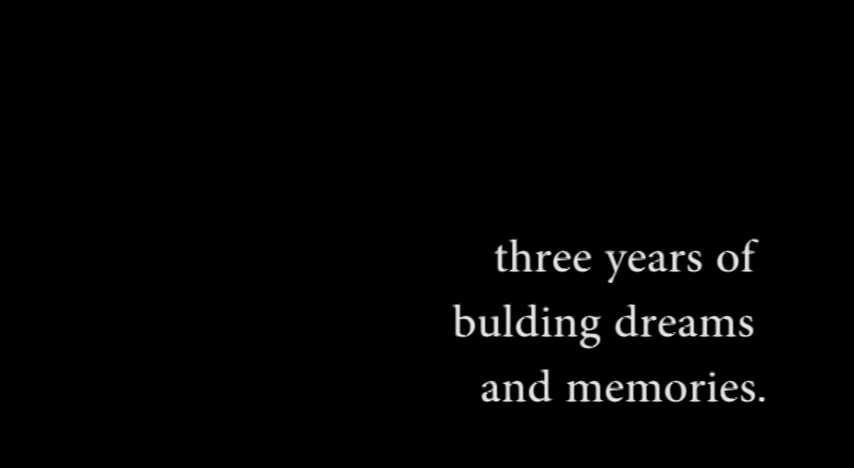 three years of
bulding dreams
and memories.